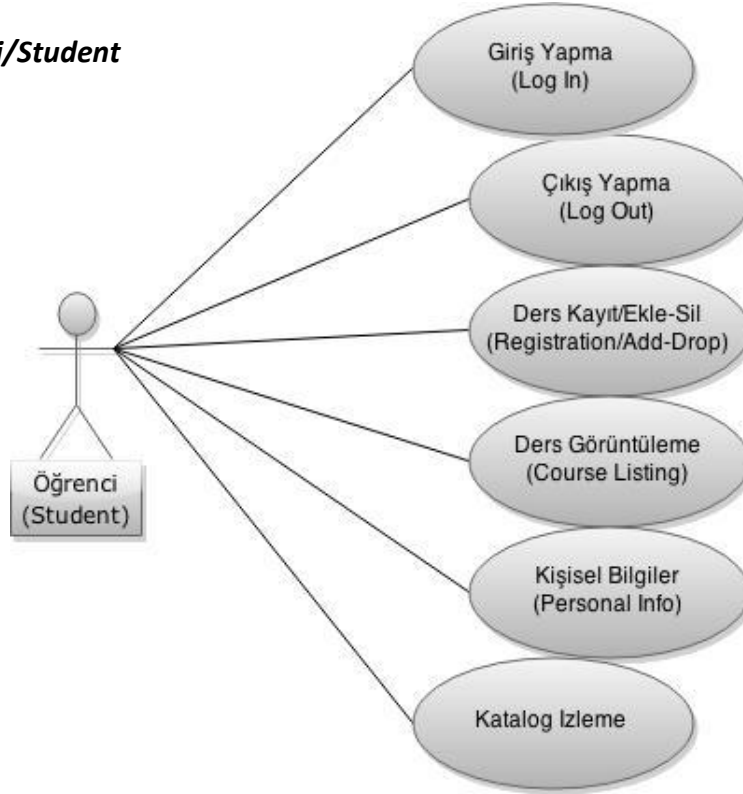 i/Student
Giriş Yapma
(Log In)
Çıkış Yapma
(Log Out)
Ders Kayıt/Ekle-Sil
(Registration/Add-Drop)
Ders Görüntüleme
(Course Listing)
Öğrenci
(Student)
Kişisel Bilgiler
(Personal Info)
Katalog Izleme